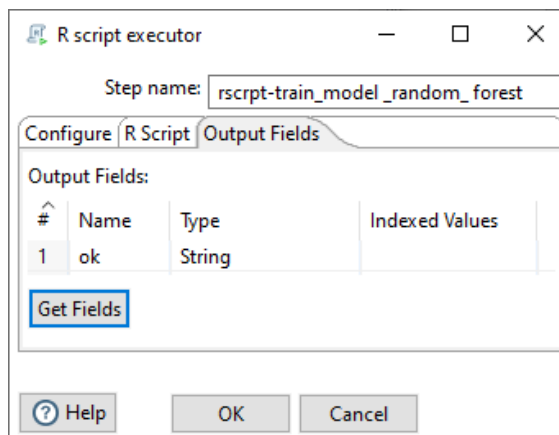 R script executor
Step name: rscrpt-train_model _random_ forest
Configure R Script Output Fields
Output Fields:
# Name Type Indexed Values
1 ok String
Get Fields
? Help OK Cancel